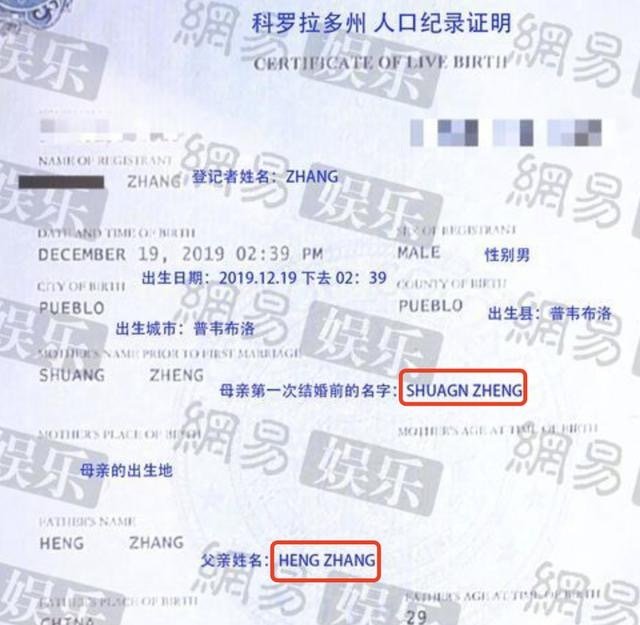 科罗拉多州 人口纪录证明
CERTIFICATE OF LIVE BIRTH
NAME OF REGISTRANT
ZHANG 登记者姓名：ZHANG
DATE AND TIME OF BIRTH SEX OF REGISTRANT
DECEMBER 19, 2019 02:39 PM MALE 性别男
CITY OF BIRTH 出生日期：2019.12.19 下去 02：39 COUNTY OF BIRTH
PUEBLO PUEBLO 出生县：普韦布洛
出生城市：普韦布洛
MOTHER'S NAME PRIOR TO FIRST MARRIAGE
SHUANG ZHENG 母亲第一次结婚前的名字：SHUAGN ZHENG
MOTHER'S PLACE OF BIRTH MOTHER'S AGE AT TIME OF BIRTH
母亲的出生地
FATHER'S NAME
HENG ZHANG 父亲姓名：HENG ZHANG
FATHER'S PLACE OF BIRTH FATHER'S AGE AT TIME OF BIRTH
CHINA 29
網易娱乐